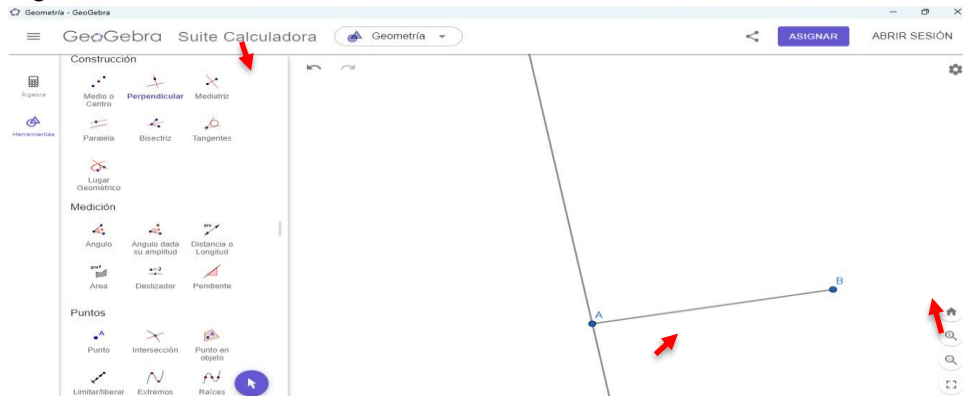 Geometría - GeoGebra
GeoGebra Suite Calculadora
Geometría
ASIGNAR
ABRIR SESIÓN
Álgebra
Herramientas
Construcción
Medio o Centro
Perpendicular
Mediatriz
Paralela
Bisectriz
Tangentes
Lugar Geométrico
Medición
Ángulo
Ángulo dada su amplitud
Distancia o Longitud
Área
Deslizador
Pendiente
Puntos
Punto
Intersección
Punto en objeto
Limitar/liberar
Extremos
Raíces
A
B